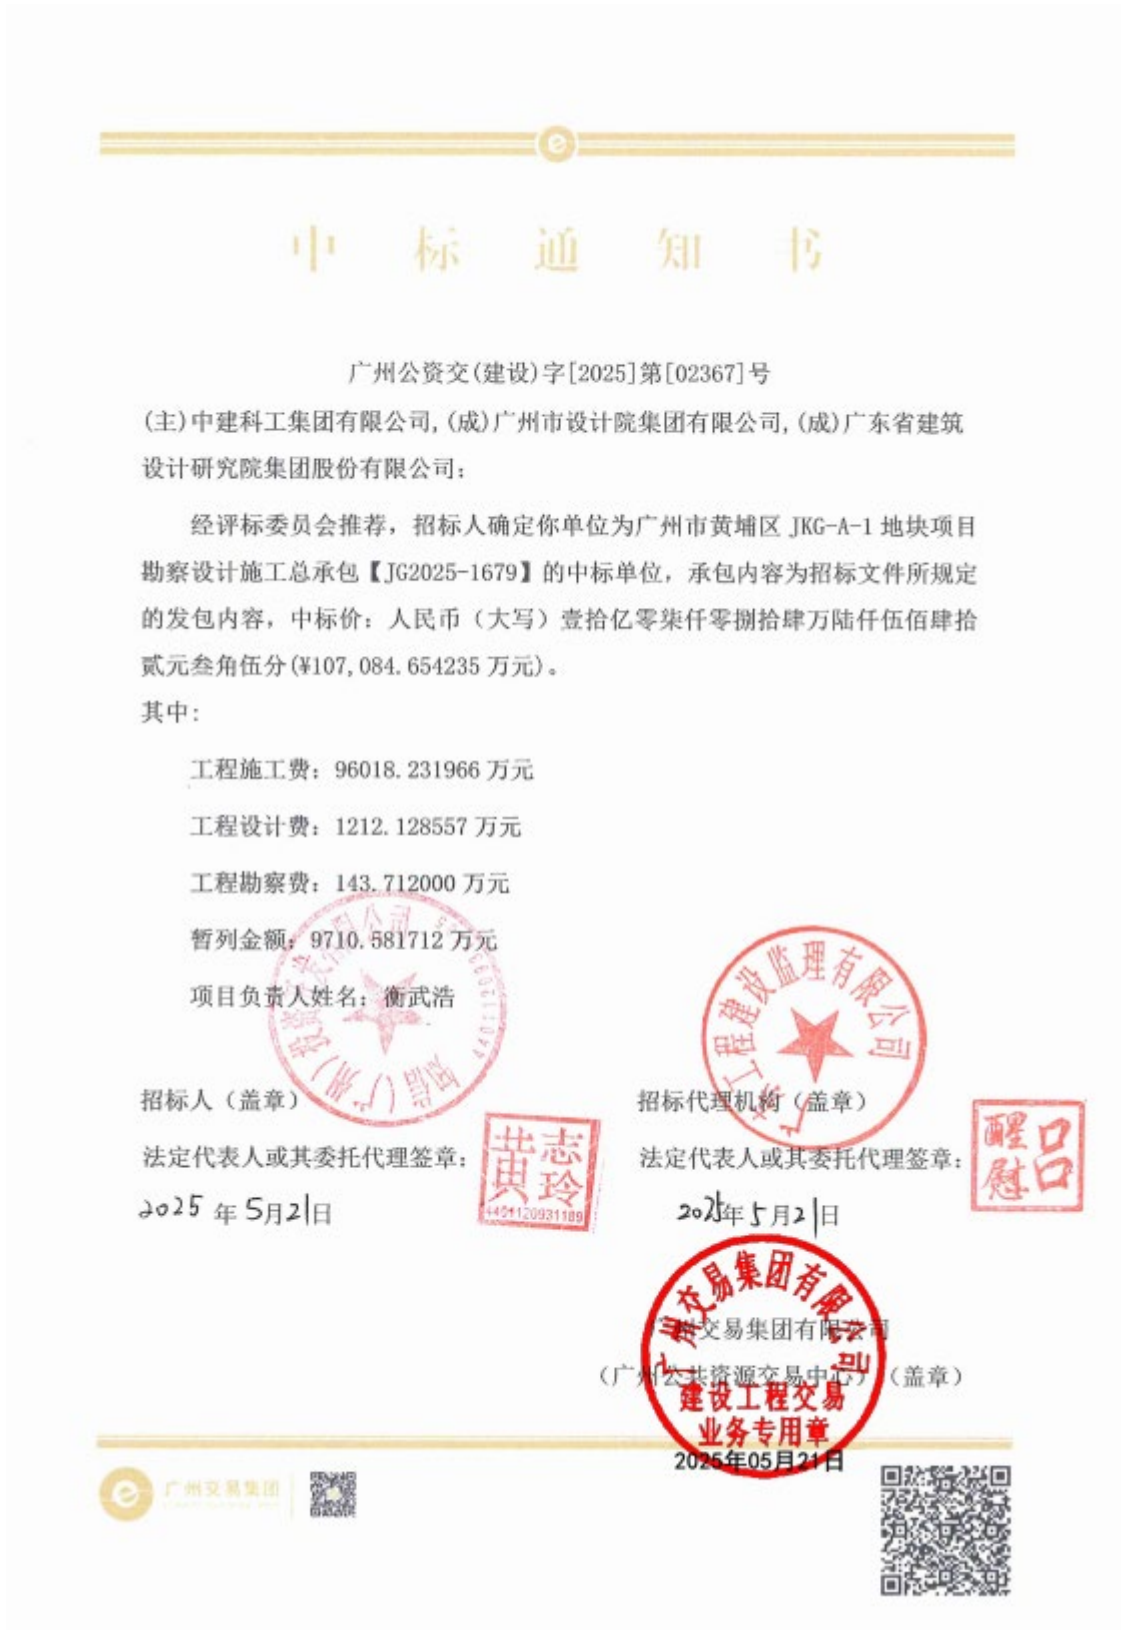 中标通知书
广州公资交(建设)字[2025]第[02367]号
(主)中建科工集团有限公司,(成)广州市设计院集团有限公司,(成)广东省建筑
设计研究院集团股份有限公司:
经评标委员会推荐，招标人确定你单位为广州市黄埔区 JKG-A-1 地块项目
勘察设计施工总承包【JG2025-1679】的中标单位，承包内容为招标文件所规定
的发包内容，中标价：人民币（大写）壹拾亿零柒仟零捌拾肆万陆仟伍佰肆拾
贰元叁角伍分(¥107,084.654235 万元)。
其中:
工程施工费：96018.231966 万元
工程设计费：1212.128557 万元
工程勘察费：143.712000 万元
暂列金额：9710.581712 万元
项目负责人姓名：衡武浩
招标人（盖章）
招标代理机构（盖章）
工程建设监理有限公司
法定代表人或其委托代理签章:
黄志玲
法定代表人或其委托代理签章:
吕醒慰
2025 年 5月21日
2025年 5月21日
广州交易集团有限公司
（广州公共资源交易中心）（盖章）
广州交易集团有限公司
建设工程交易
业务专用章
2025年05月21日
广州交易集团